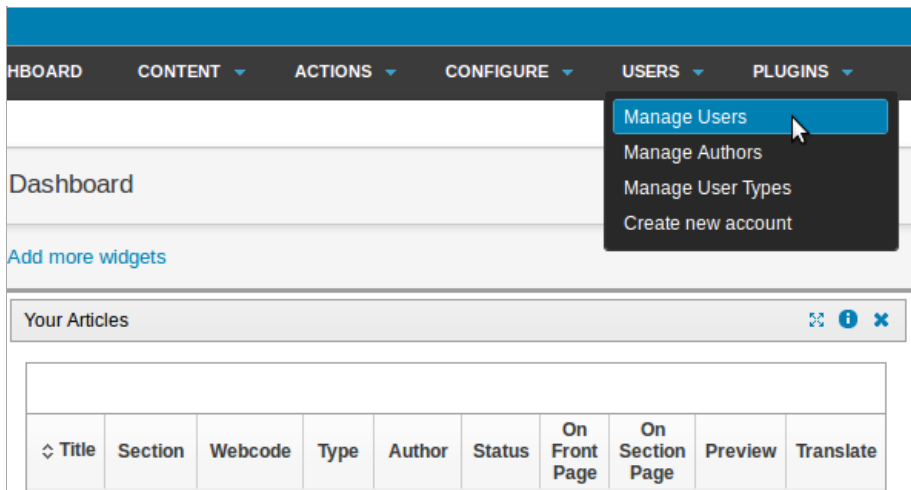 HBOARD CONTENT ACTIONS CONFIGURE USERS PLUGINS
Manage Users
Manage Authors
Manage User Types
Create new account
Dashboard
Add more widgets
Your Articles
Title Section Webcode Type Author Status On Front Page On Section Page Preview Translate